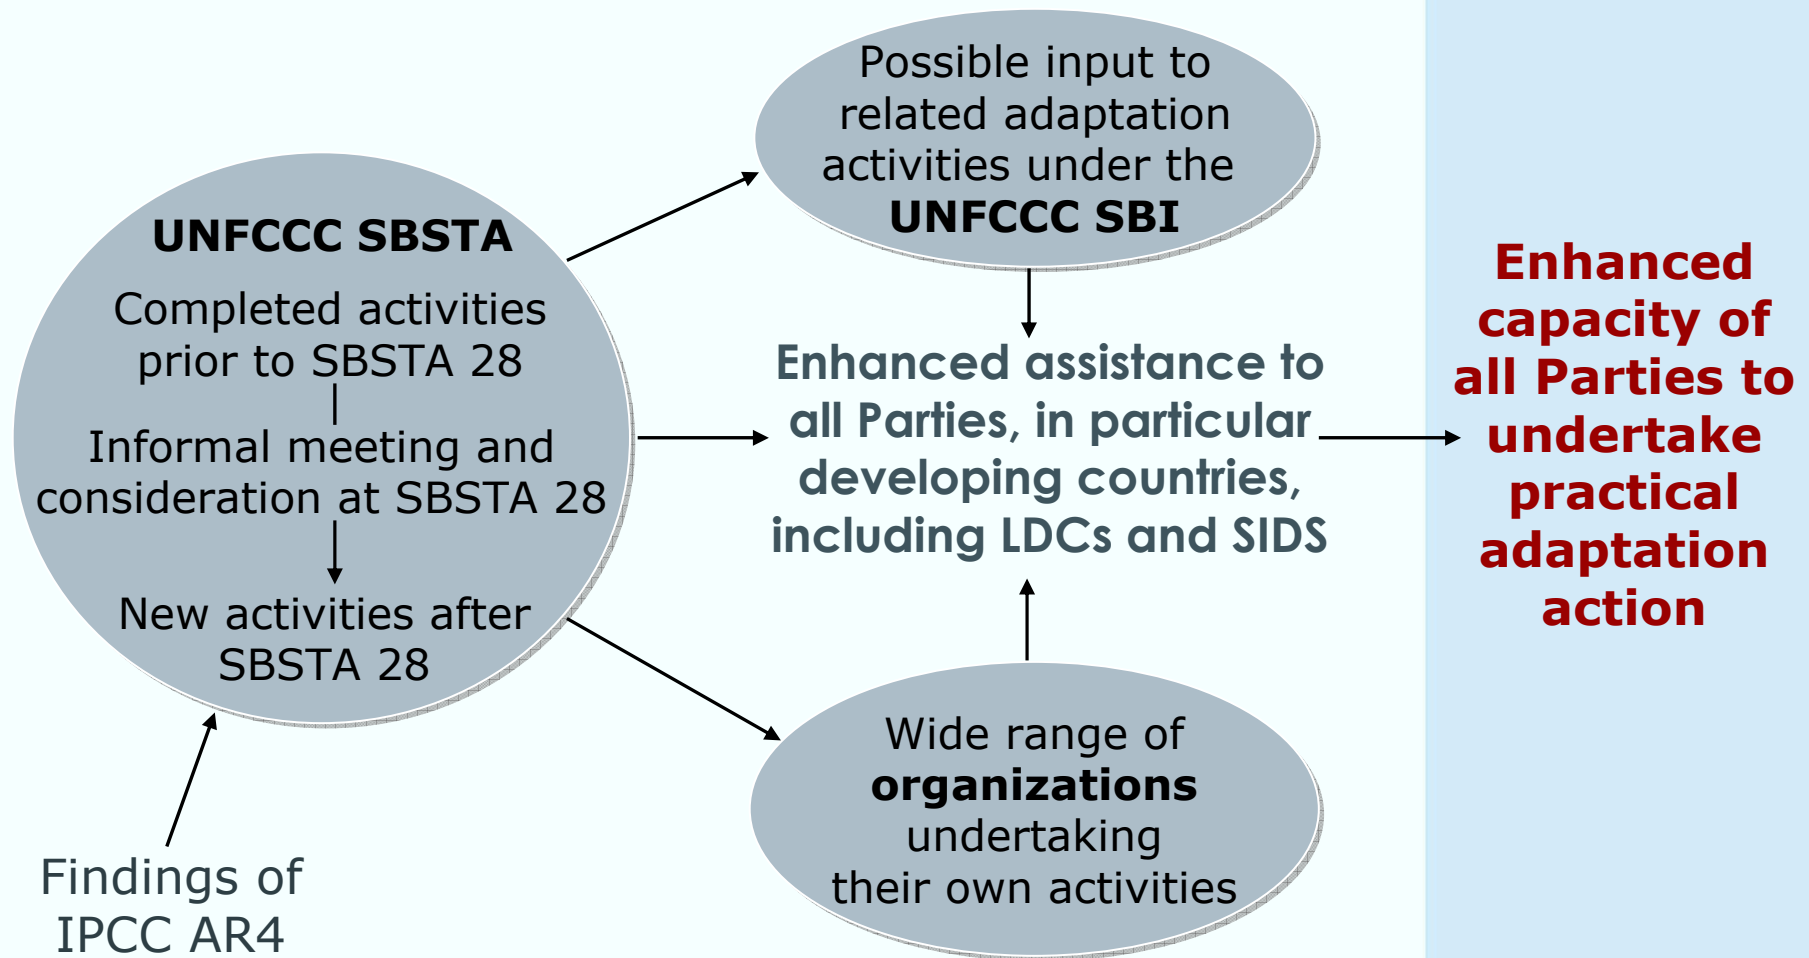 UNFCCC SBSTA
Completed activities
prior to SBSTA 28
Informal meeting and
consideration at SBSTA 28
New activities after
SBSTA 28
Findings of
IPCC AR4
Possible input to
related adaptation
activities under the
UNFCCC SBI
Enhanced assistance to
all Parties, in particular
developing countries,
including LDCs and SIDS
Wide range of
organizations
undertaking
their own activities
Enhanced
capacity of
all Parties to
undertake
practical
adaptation
action